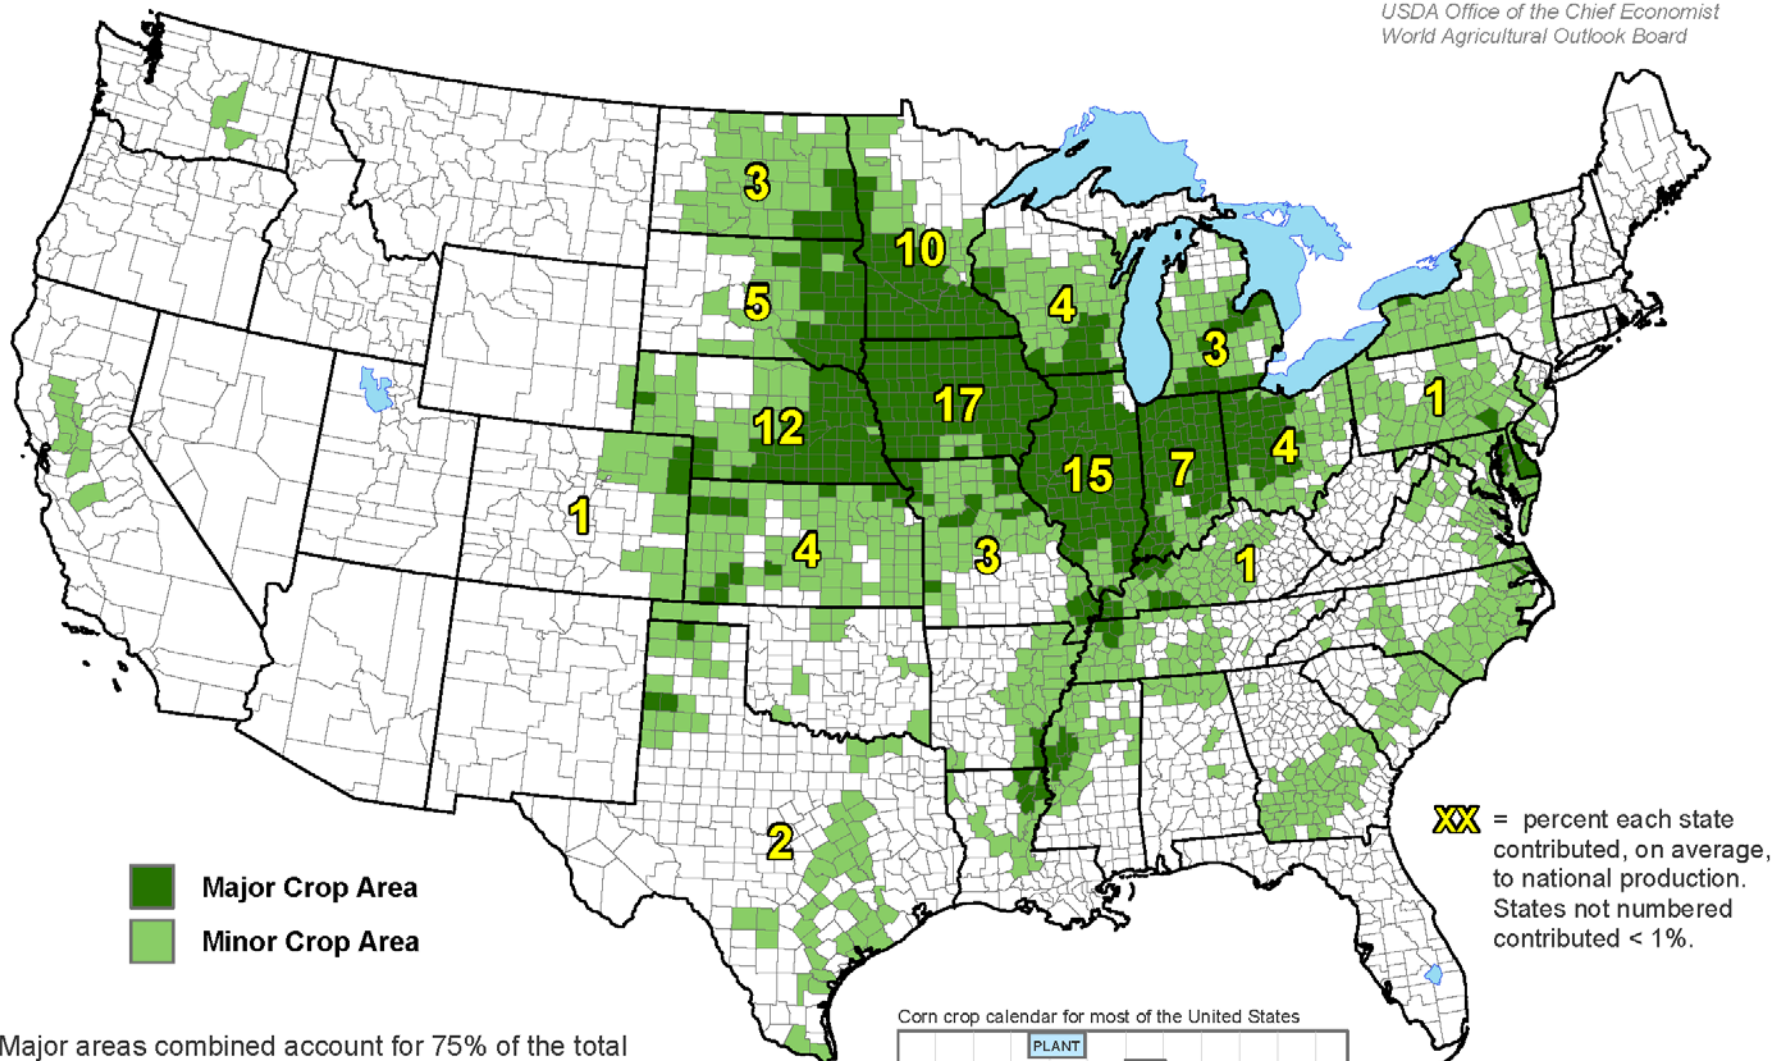 USDA Office of the Chief Economist
World Agricultural Outlook Board
3
10
5
4
3
17
1
12
4
15
7
1
4
3
1
2
XX = percent each state
contributed, on average,
to national production.
States not numbered
contributed < 1%.
Major Crop Area
Minor Crop Area
Corn crop calendar for most of the United States
PLANT
Major areas combined account for 75% of the total